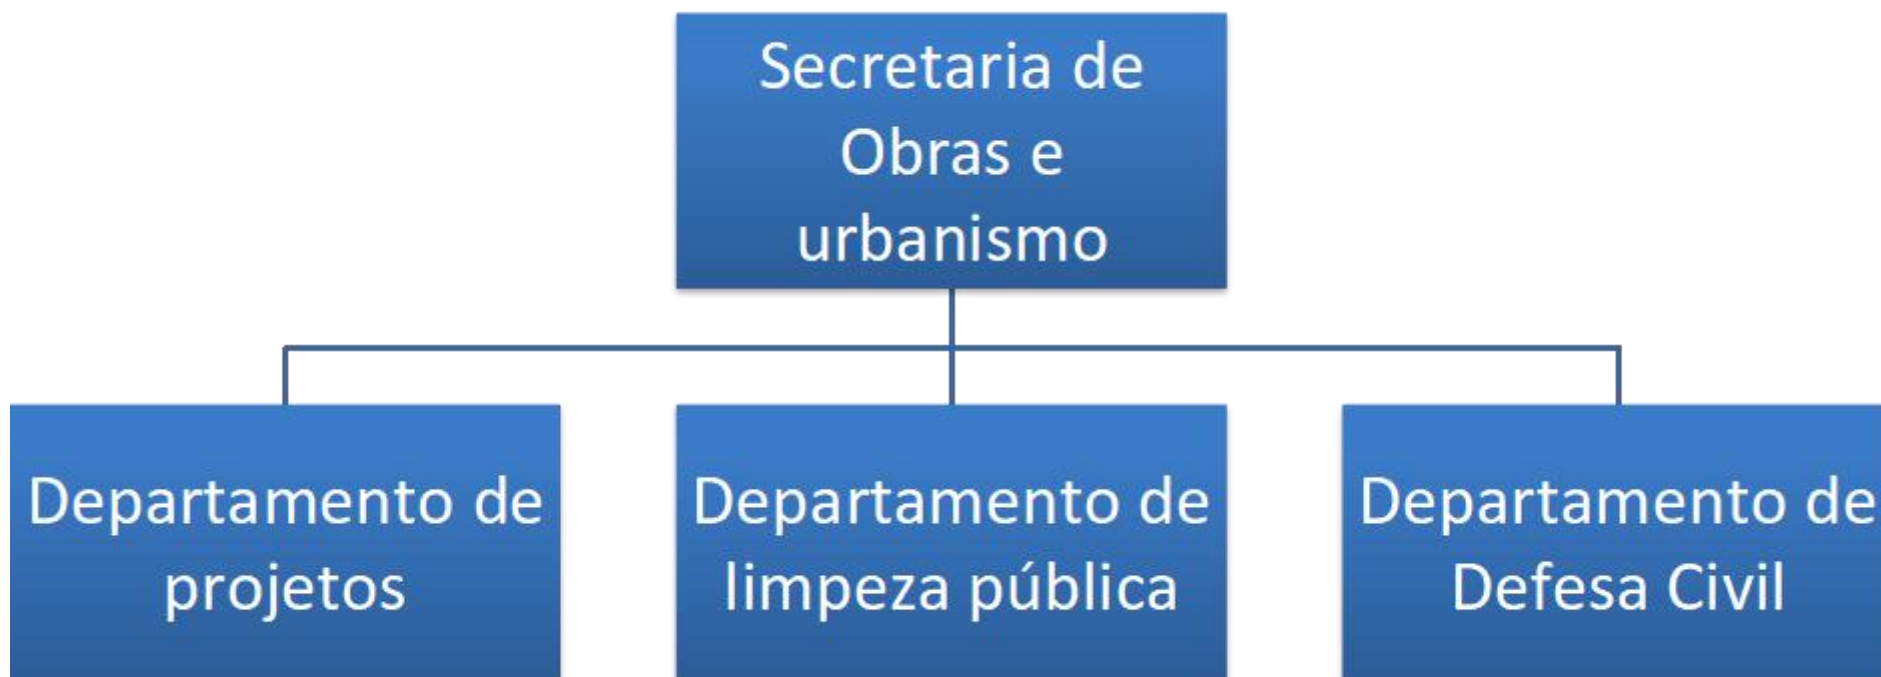 Secretaria de
Obras e
urbanismo
Departamento de
projetos
Departamento de
limpeza pública
Departamento de
Defesa Civil